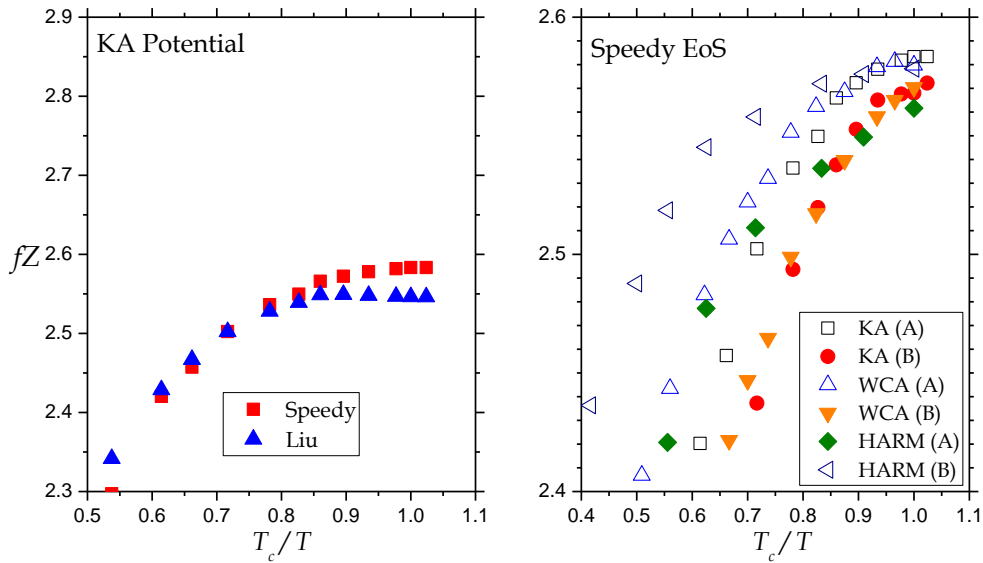 KA Potential
2.9
2.8
2.7
2.6
2.5
2.4
2.3
fZ
0.5 0.6 0.7 0.8 0.9 1.0 1.1
T_c/T
Speedy
Liu
Speedy EoS
2.6
2.5
2.4
0.4 0.5 0.6 0.7 0.8 0.9 1.0 1.1
T_c/T
KA (A)
KA (B)
WCA (A)
WCA (B)
HARM (A)
HARM (B)